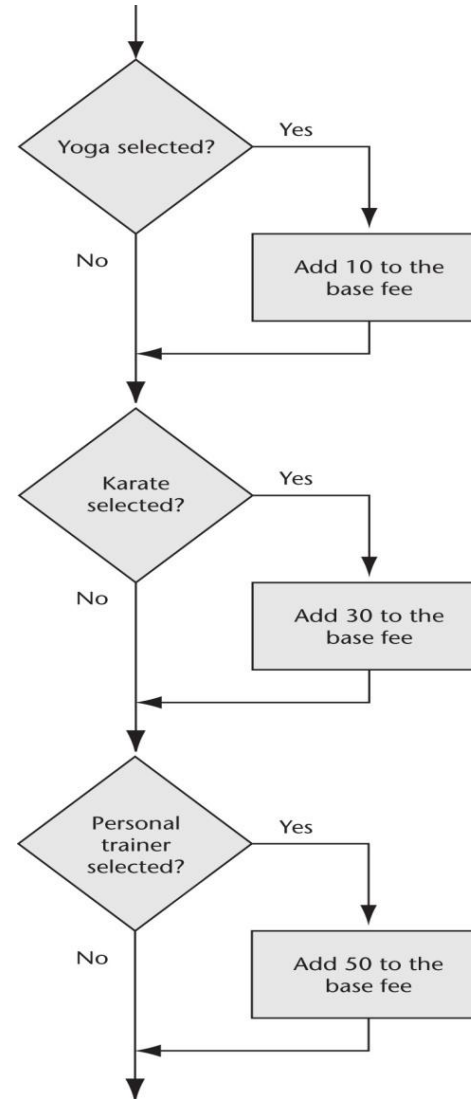 Yoga selected?
Yes
No
Add 10 to the
base fee
Karate
selected?
Yes
No
Add 30 to the
base fee
Personal
trainer
selected?
Yes
No
Add 50 to the
base fee